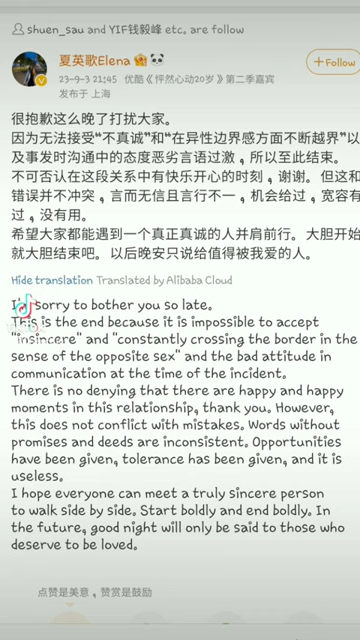 shuen_sau and YIF钱毅峰 etc. are follow
夏英歌Elena
+Follow
23-9-3 21:45 优酷《怦然心动20岁》第二季嘉宾
发布于 上海
很抱歉这么晚了打扰大家。
因为无法接受“不真诚”和“在异性边界感方面不断越界”以
及事发时沟通中的态度恶劣言语过激，所以至此结束。
不可否认在这段关系中有快乐开心的时刻，谢谢。但这和
错误并不冲突，言而无信且言行不一，机会给过，宽容有
过，没有用。
希望大家都能遇到一个真正真诚的人并肩前行。大胆开始
就大胆结束吧。以后晚安只说给值得被我爱的人。
Hide translation Translated by Alibaba Cloud
sorry to bother you so late.
This is the end because it is impossible to accept
"insincere" and "constantly crossing the border in the
sense of the opposite sex" and the bad attitude in
communication at the time of the incident.
There is no denying that there are happy and happy
moments in this relationship, thank you. However,
this does not conflict with mistakes. Words without
promises and deeds are inconsistent. Opportunities
have been given, tolerance has been given, and it is
useless.
I hope everyone can meet a truly sincere person
to walk side by side. Start boldly and end boldly. In
the future, good night will only be said to those who
deserve to be loved.
点赞是美意，赞赏是鼓励